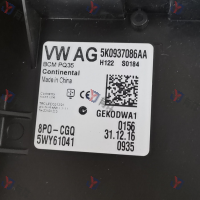 VW AG 5K0937086AA
BCM PQ35 H122 S0184
Continental
Made in China
GEKODWA1
8PO-CGQ 0156
5WY61041 31.12.16
0935